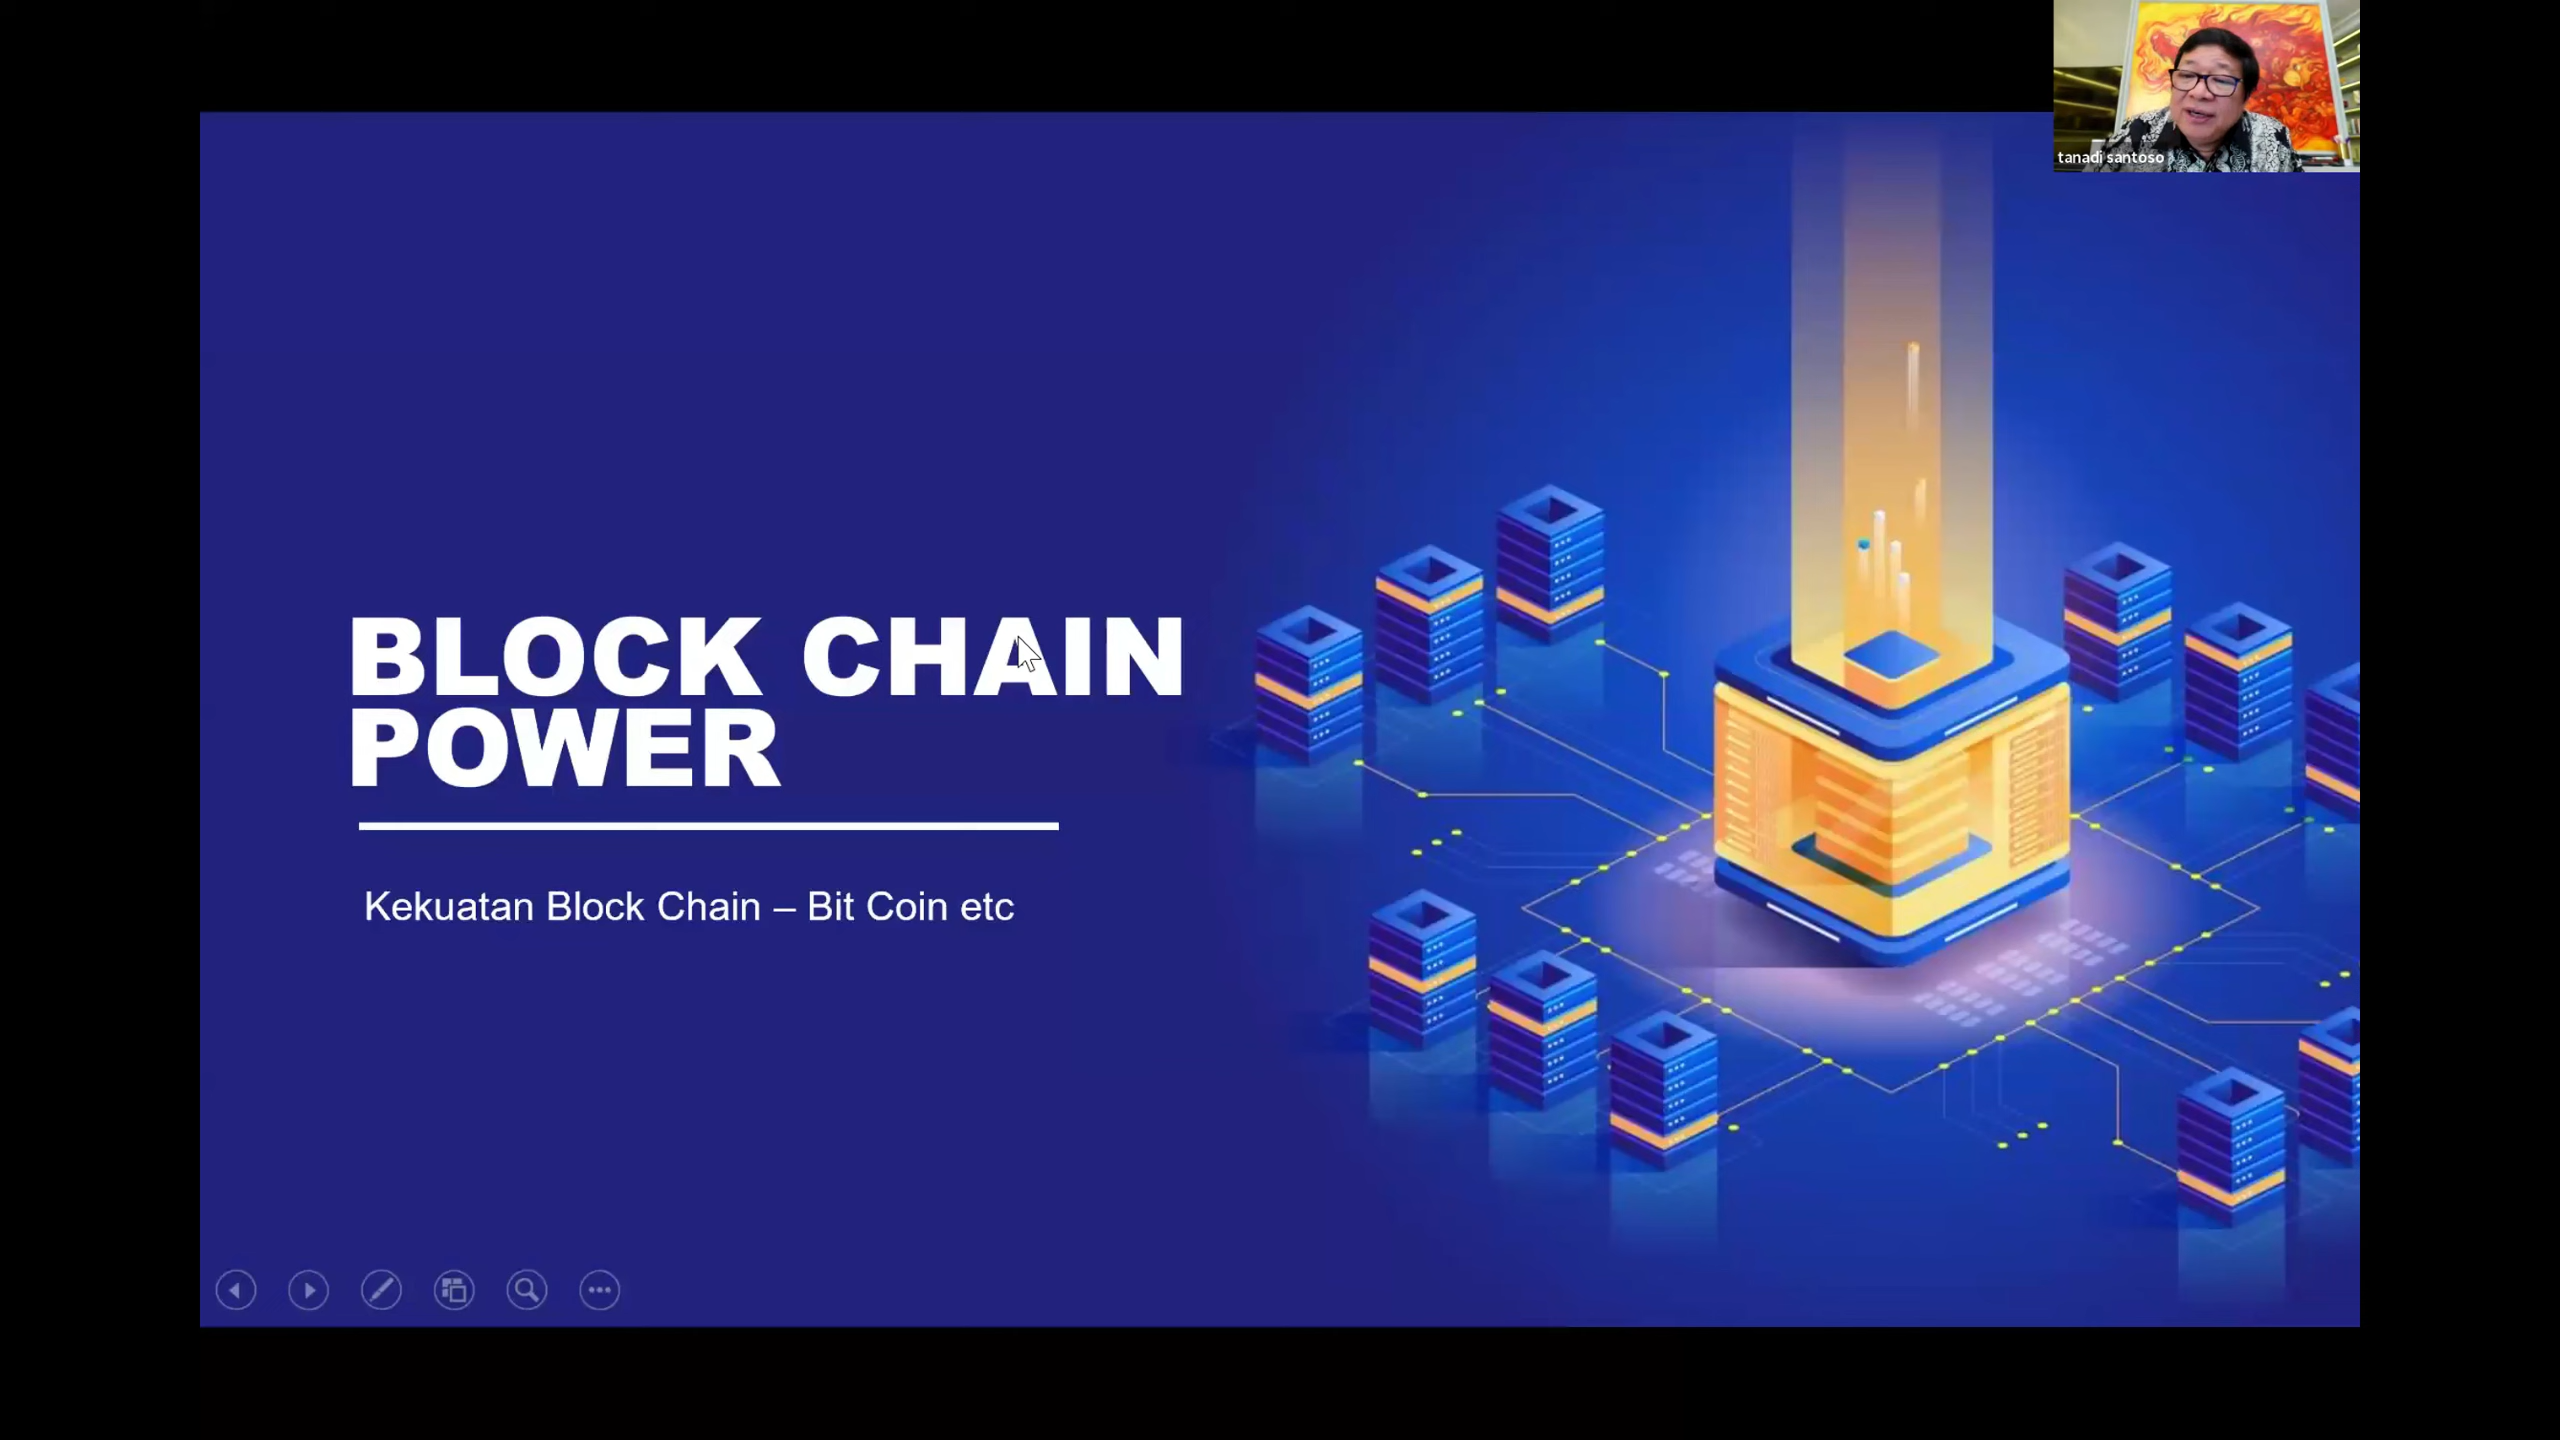 tanadi santoso
BLOCK CHAIN
POWER
Kekuatan Block Chain – Bit Coin etc